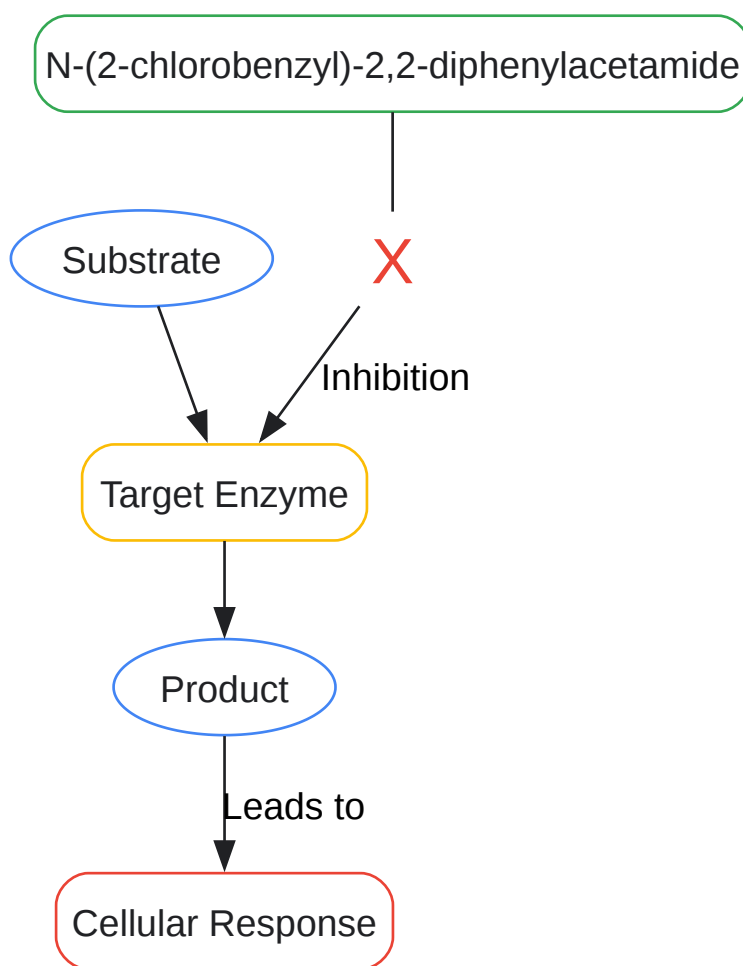 N-(2-chlorobenzyl)-2,2-diphenylacetamide
Substrate
X
Inhibition
Target Enzyme
Product
Leads to
Cellular Response